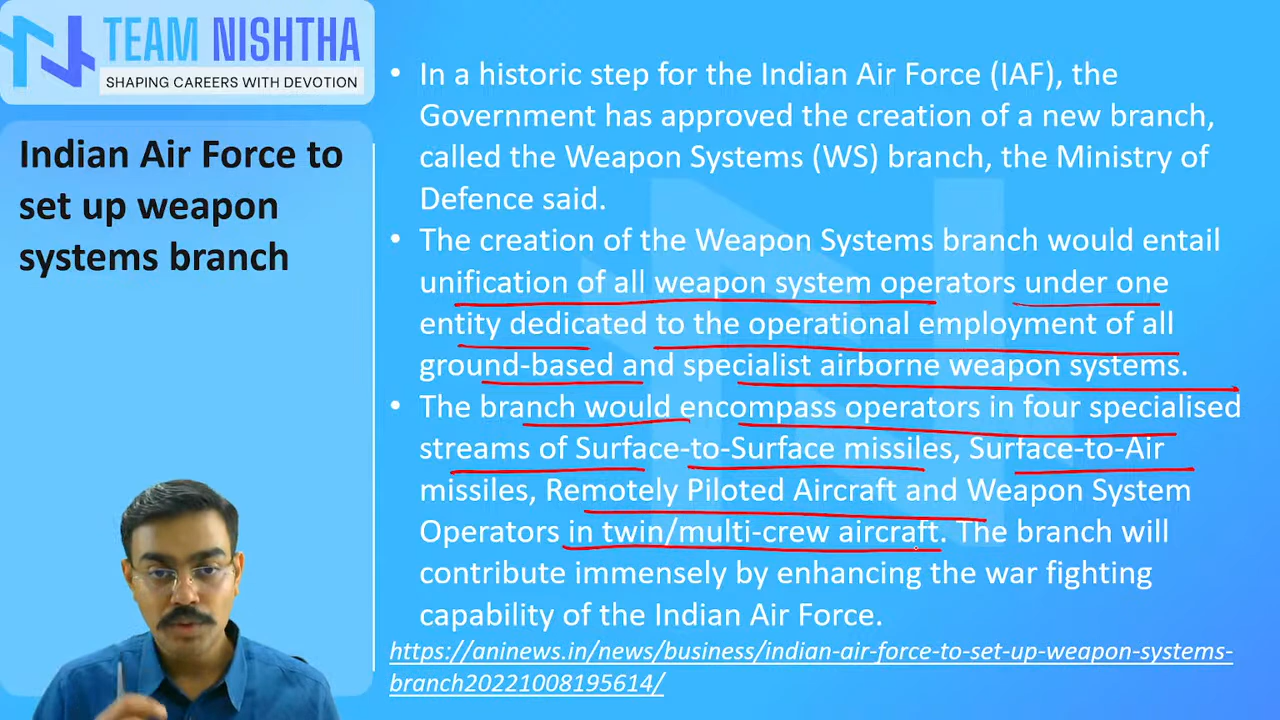 TEAM NISHTHA
SHAPING CAREERS WITH DEVOTION
Indian Air Force to
set up weapon
systems branch
• In a historic step for the Indian Air Force (IAF), the
Government has approved the creation of a new branch,
called the Weapon Systems (WS) branch, the Ministry of
Defence said.
• The creation of the Weapon Systems branch would entail
unification of all weapon system operators under one
entity dedicated to the operational employment of all
ground-based and specialist airborne weapon systems.
• The branch would encompass operators in four specialised
streams of Surface-to-Surface missiles, Surface-to-Air
missiles, Remotely Piloted Aircraft and Weapon System
Operators in twin/multi-crew aircraft. The branch will
contribute immensely by enhancing the war fighting
capability of the Indian Air Force.
https://aninews.in/news/business/indian-air-force-to-set-up-weapon-systems-
branch20221008195614/